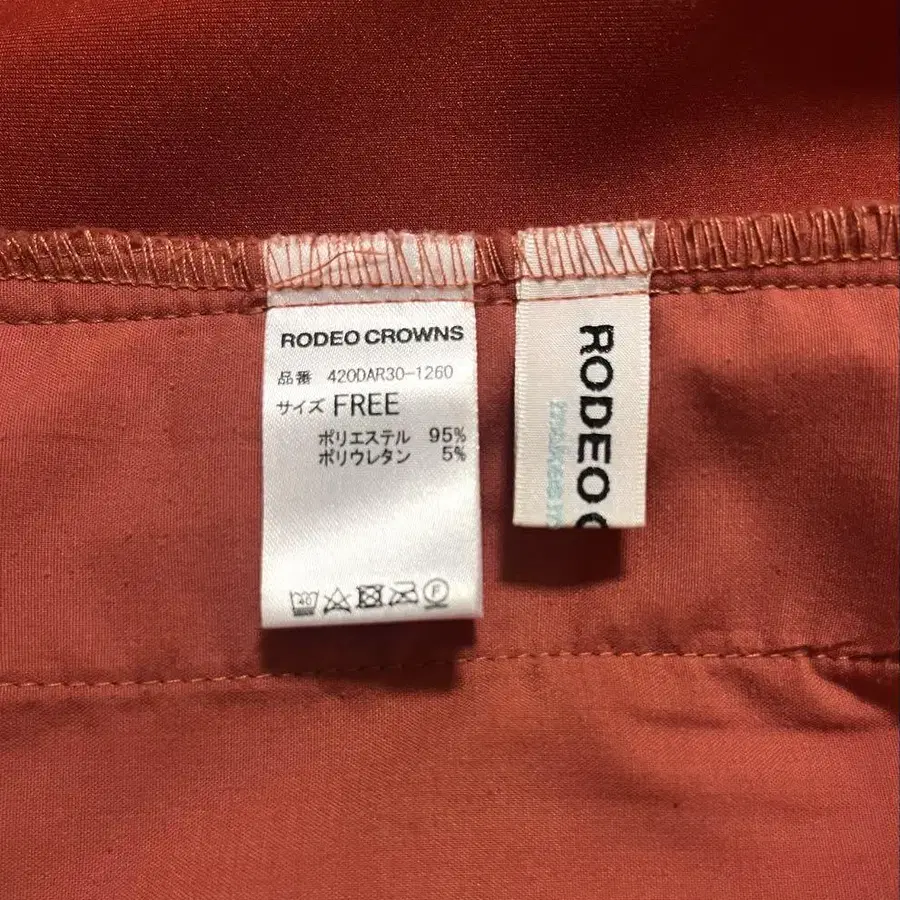 RODEO CROWNS
品番 420DAR30-1260
サイズ FREE
ポリエステル 95%
ポリウレタン 5%
40
F
RODEO